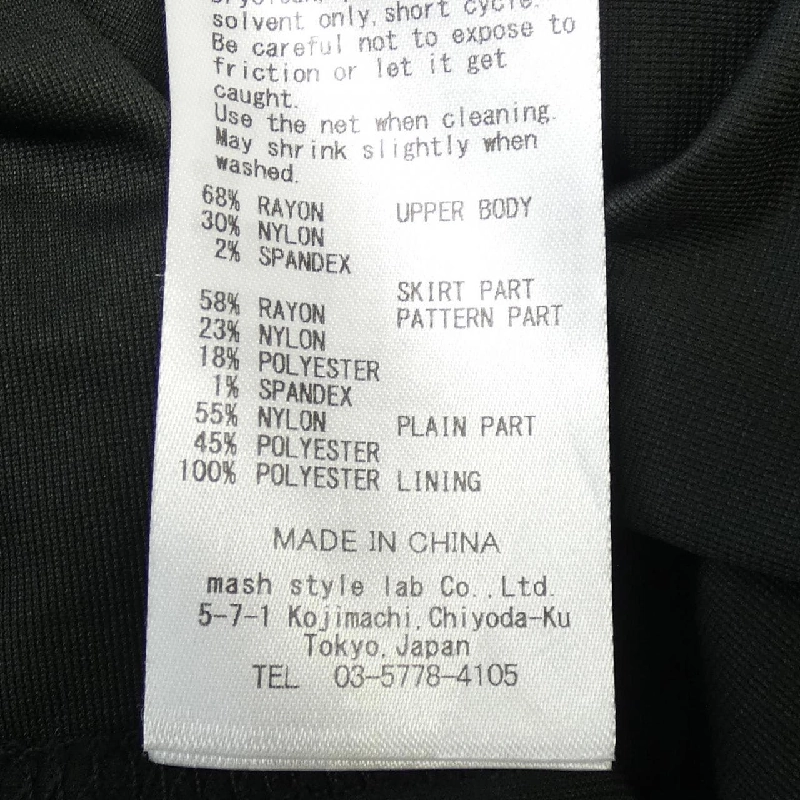 solvent only, short cycle.
Be careful not to expose to
friction or let it get
caught.
Use the net when cleaning.
May shrink slightly when
washed.
68% RAYON UPPER BODY
30% NYLON
2% SPANDEX
SKIRT PART
58% RAYON PATTERN PART
23% NYLON
18% POLYESTER
1% SPANDEX
55% NYLON PLAIN PART
45% POLYESTER
100% POLYESTER LINING
MADE IN CHINA
mash style lab Co.,Ltd.
5-7-1 Kojimachi,Chiyoda-Ku
Tokyo,Japan
TEL 03-5778-4105